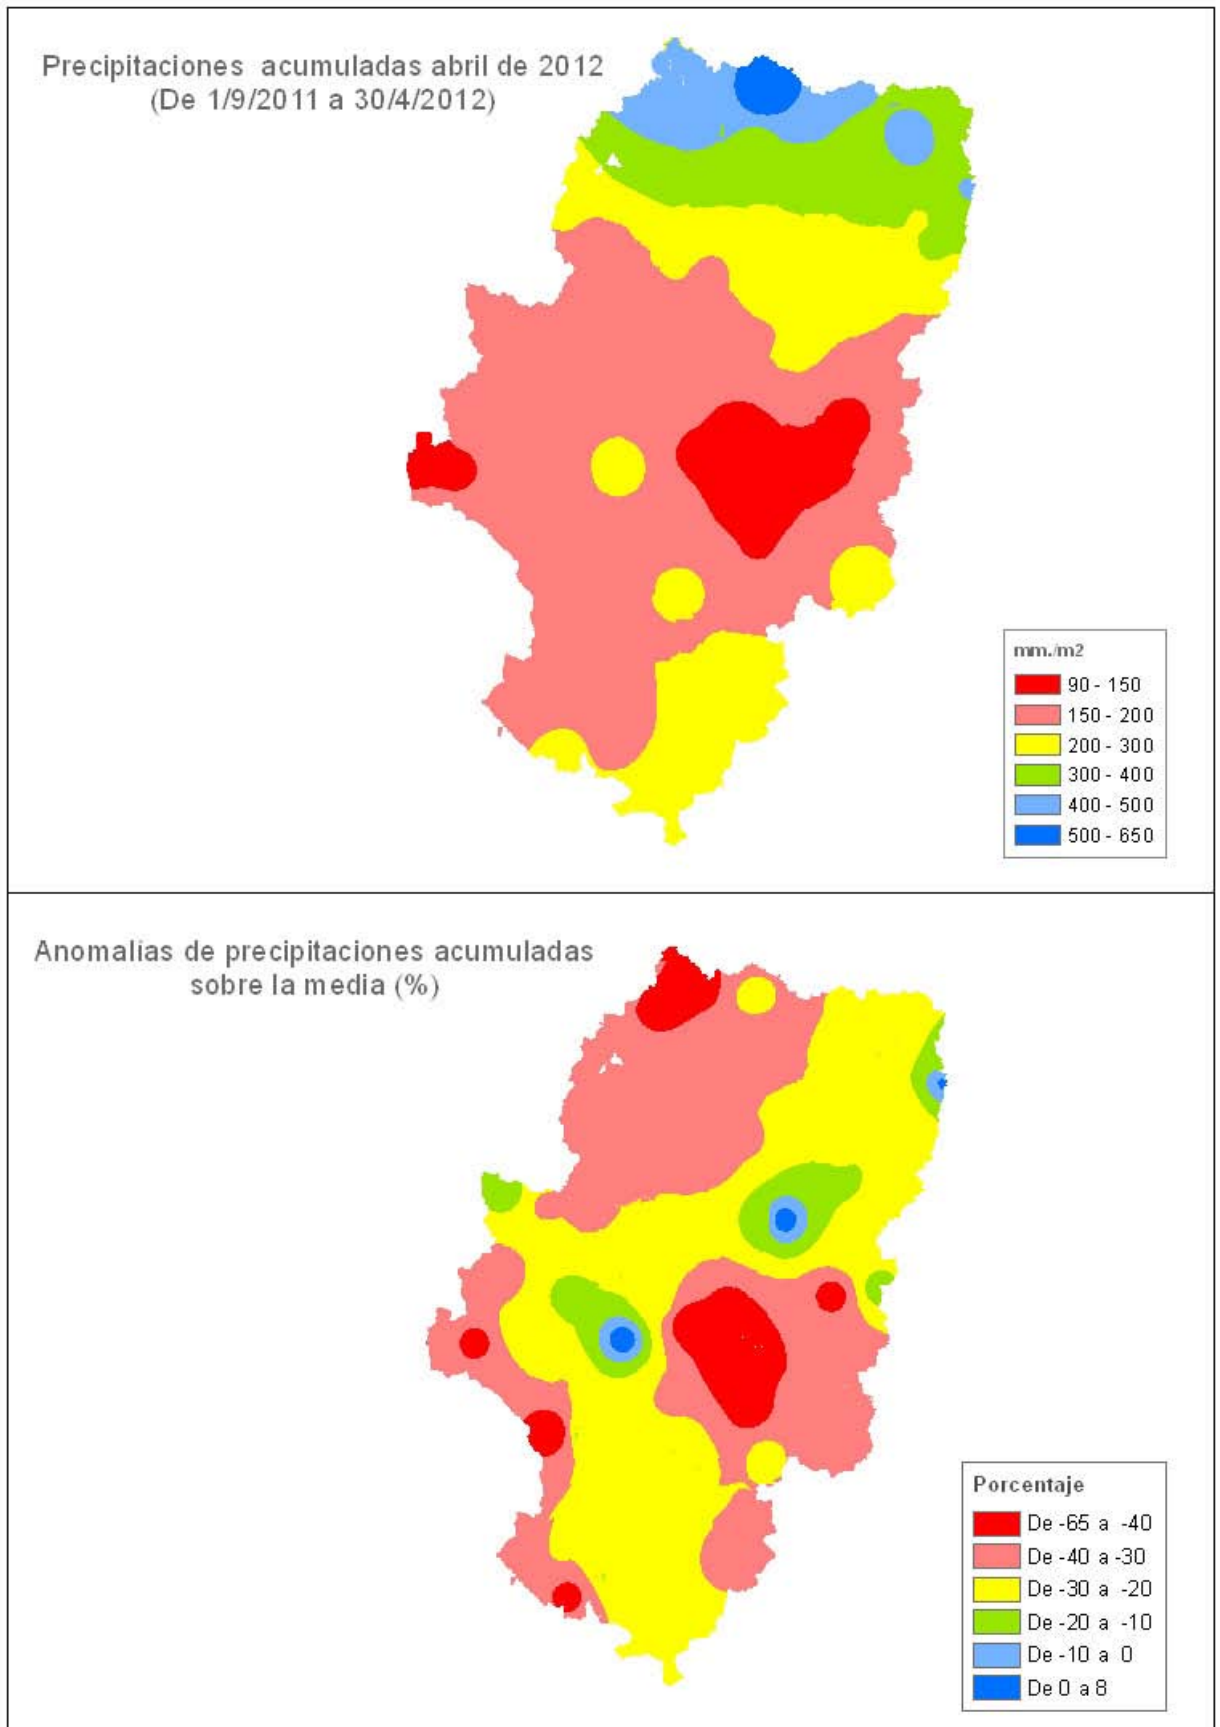 Precipitaciones acumuladas abril de 2012
(De 1/9/2011 a 30/4/2012)
mm./m2
90 - 150
150 - 200
200 - 300
300 - 400
400 - 500
500 - 650
Anomalías de precipitaciones acumuladas
sobre la media (%)
Porcentaje
De -65 a -40
De -40 a -30
De -30 a -20
De -20 a -10
De -10 a 0
De 0 a 8